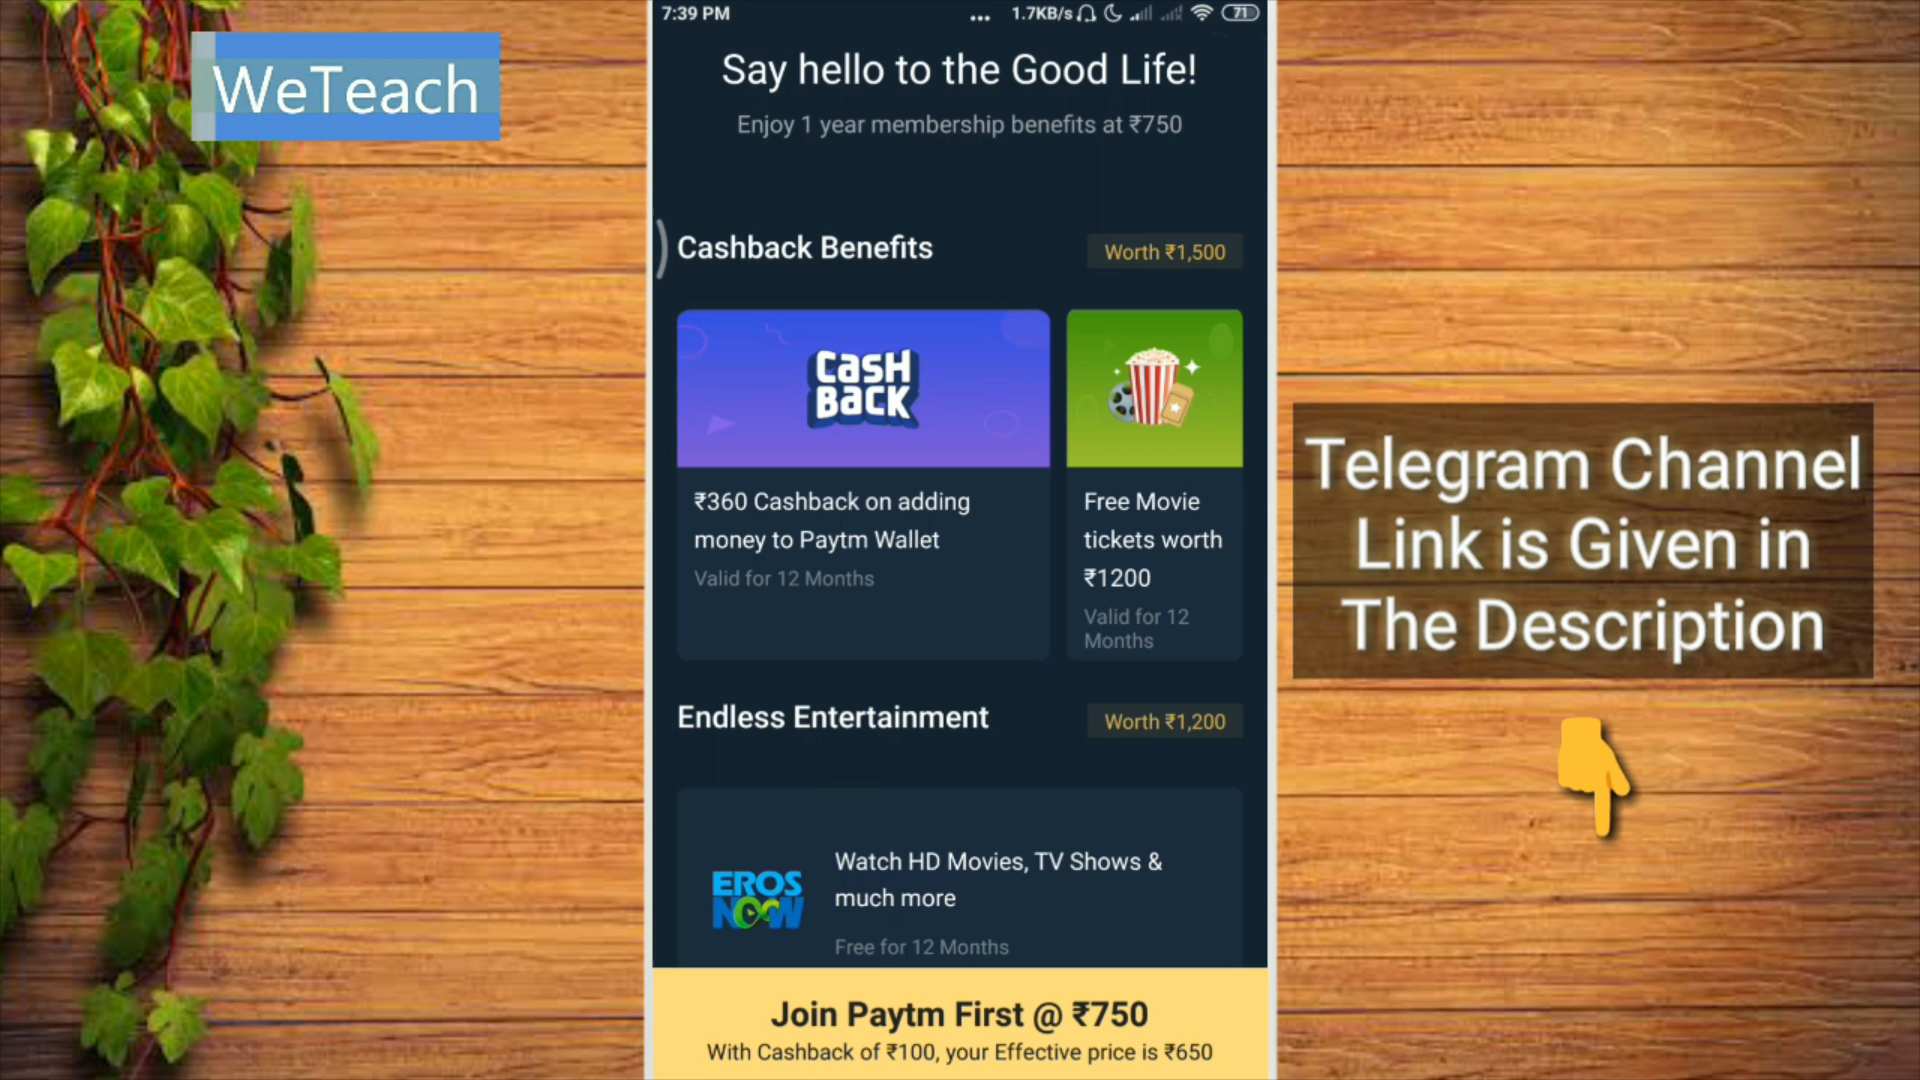 WeTeach
7:39 PM
... 1.7KB/s 71
Say hello to the Good Life!
Enjoy 1 year membership benefits at ₹750
Cashback Benefits
Worth ₹1,500
CASH
BACK
₹360 Cashback on adding
money to Paytm Wallet
Valid for 12 Months
Free Movie
tickets worth
₹1200
Valid for 12
Months
Endless Entertainment
Worth ₹1,200
EROS
NOW
Watch HD Movies, TV Shows &
much more
Free for 12 Months
Join Paytm First @ ₹750
With Cashback of ₹100, your Effective price is ₹650
Telegram Channel
Link is Given in
The Description